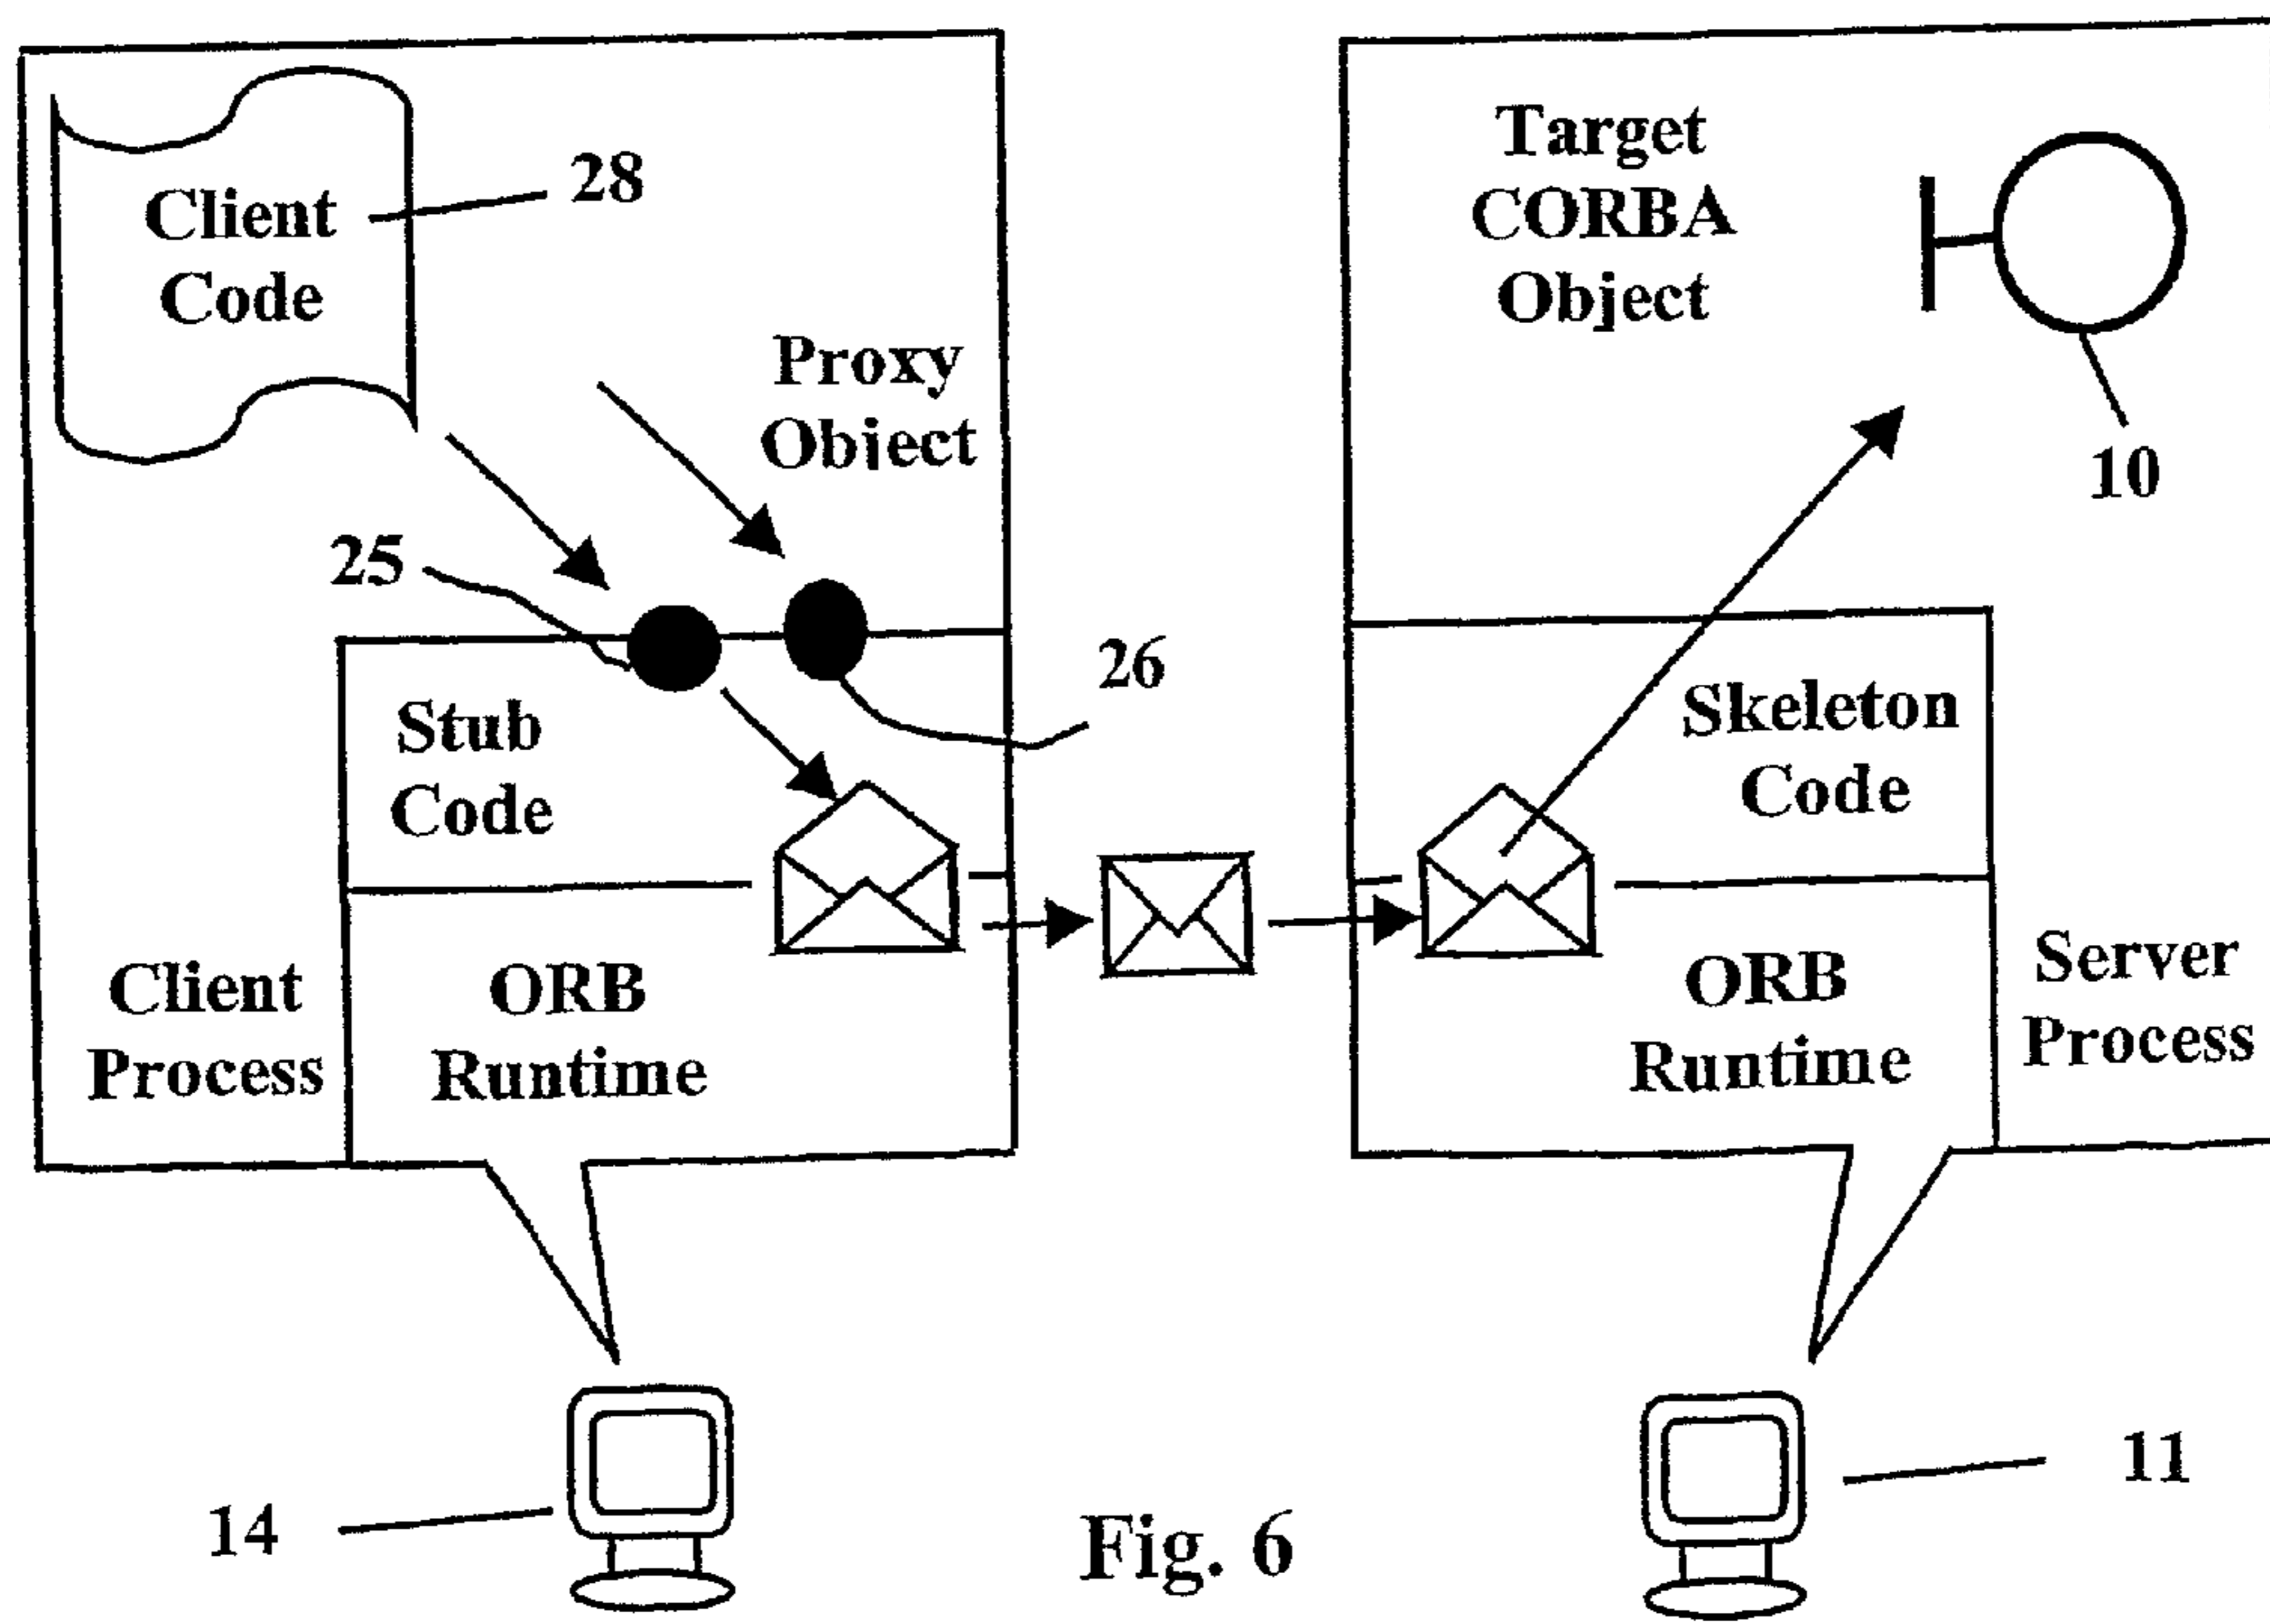 Client
Code
28
Proxy
Object
25
26
Stub
Code
Client
Process
ORB
Runtime
14
Target
CORBA
Object
10
Skeleton
Code
ORB
Runtime
Server
Process
11
Fig. 6